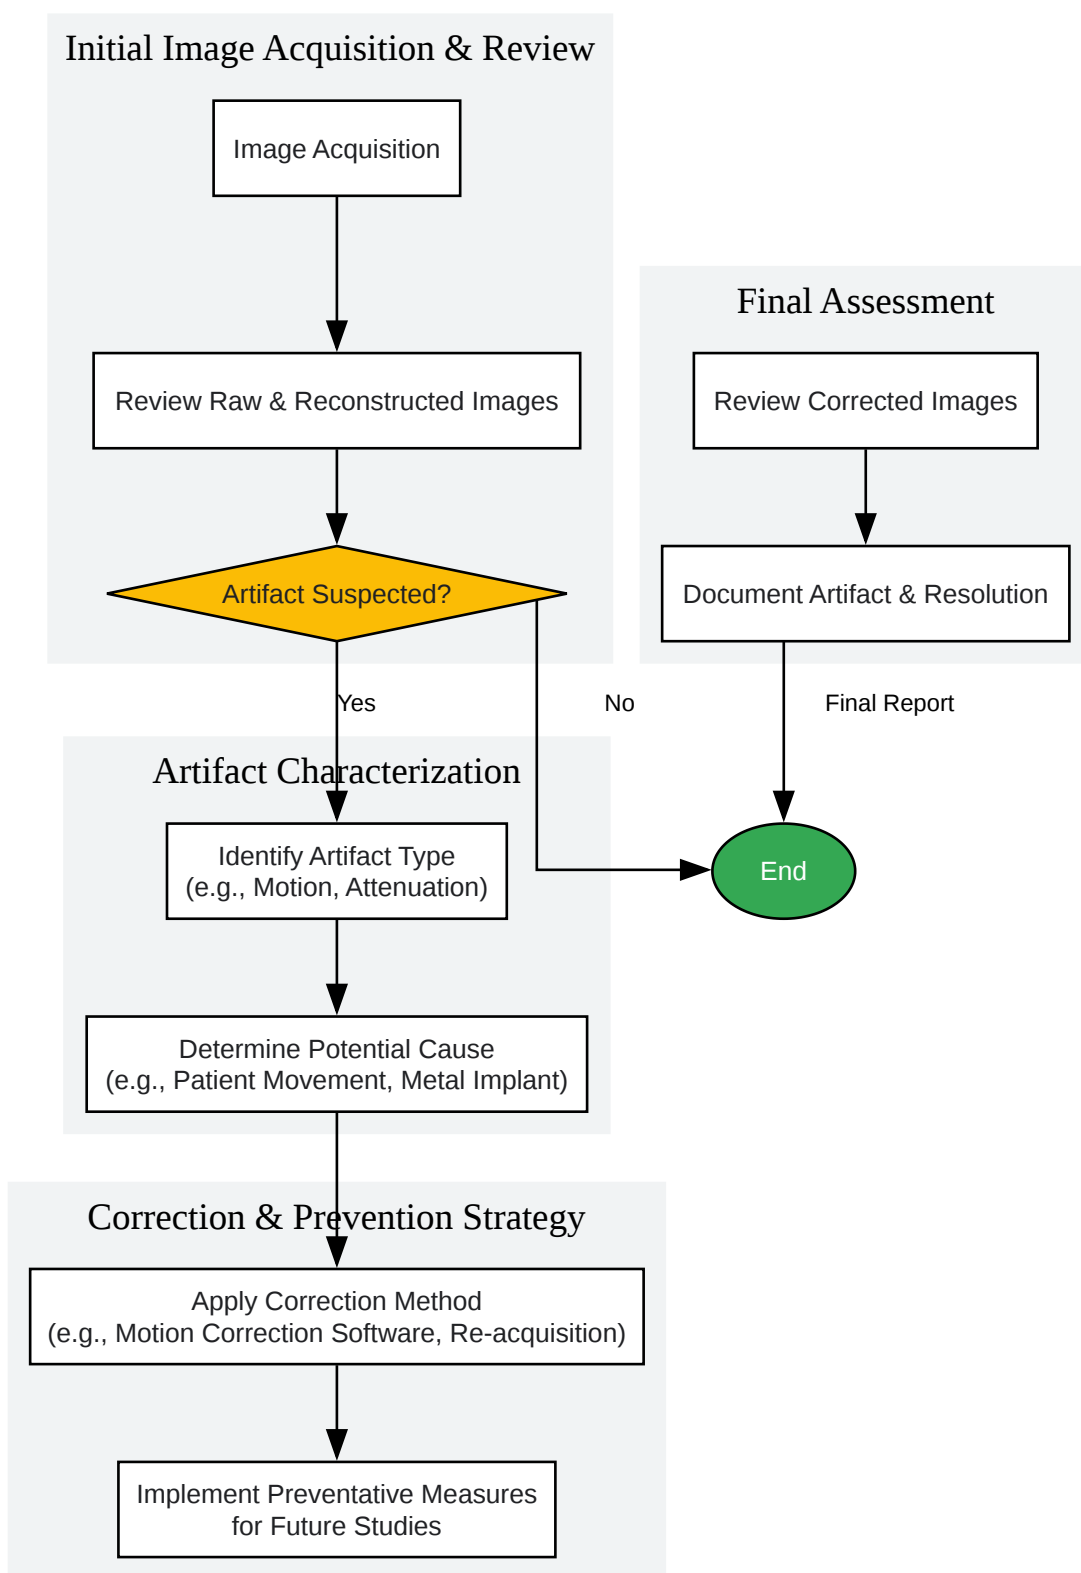 Initial Image Acquisition & Review
Image Acquisition
Review Raw & Reconstructed Images
Artifact Suspected?
Yes
No
Final Assessment
Review Corrected Images
Document Artifact & Resolution
Final Report
End
Artifact Characterization
Identify Artifact Type
(e.g., Motion, Attenuation)
Determine Potential Cause
(e.g., Patient Movement, Metal Implant)
Correction & Prevention Strategy
Apply Correction Method
(e.g., Motion Correction Software, Re-acquisition)
Implement Preventative Measures
for Future Studies